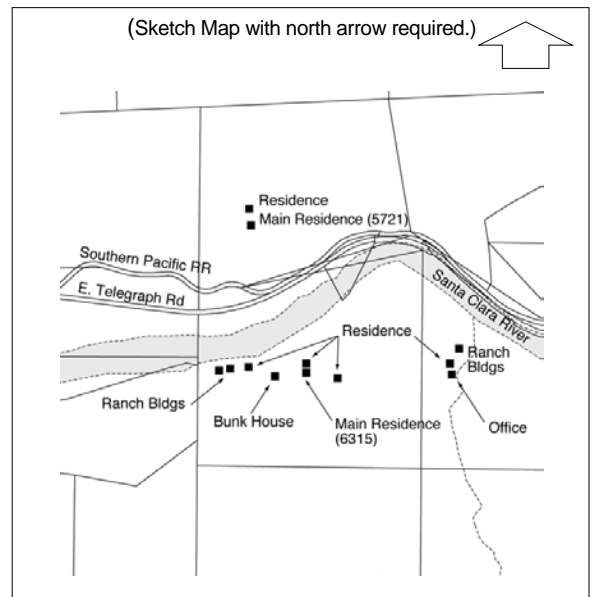 (Sketch Map with north arrow required.)
Residence
Main Residence (5721)
Southern Pacific RR
E. Telegraph Rd
Santa Clara River
Residence
Ranch
Bldgs
Ranch Bldgs
Bunk House
Main Residence
(6315)
Office